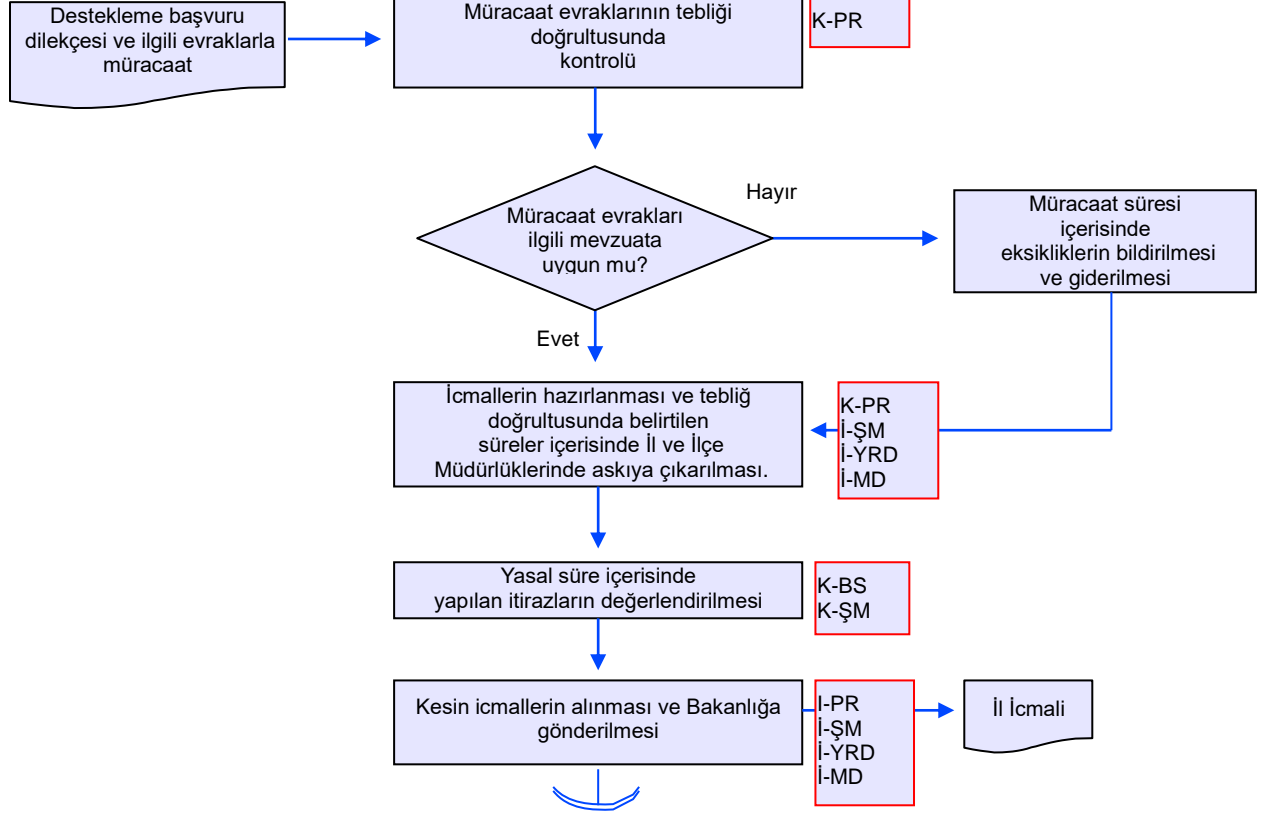 Destekleme başvuru
dilekçesi ve ilgili evraklarla
müracaat
Müracaat evraklarının tebliği
doğrultusunda
kontrolü
K-PR
Müracaat evrakları
ilgili mevzuata
uygun mu?
Hayır
Müracaat süresi
içerisinde
eksikliklerin bildirilmesi
ve giderilmesi
Evet
İcmallerin hazırlanması ve tebliğ
doğrultusunda belirtilen
süreler içerisinde İl ve İlçe
Müdürlüklerinde askıya çıkarılması.
K-PR
İ-ŞM
İ-YRD
İ-MD
Yasal süre içerisinde
yapılan itirazların değerlendirilmesi
K-BS
K-ŞM
Kesin icmallerin alınması ve Bakanlığa
gönderilmesi
I-PR
İ-ŞM
İ-YRD
İ-MD
İl İcmali